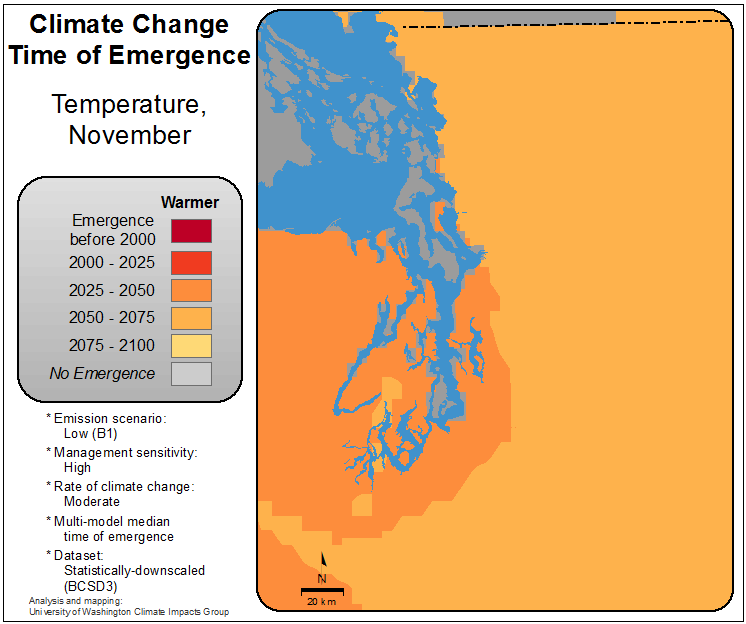 Climate Change
Time of Emergence
Temperature,
November
Warmer
Emergence
before 2000
2000 - 2025
2025 - 2050
2050 - 2075
2075 - 2100
No Emergence
* Emission scenario:
Low (B1)
* Management sensitivity:
High
* Rate of climate change:
Moderate
* Multi-model median
time of emergence
* Dataset:
Statistically-downscaled
(BCSD3)
Analysis and mapping:
University of Washington Climate Impacts Group
N
20 km